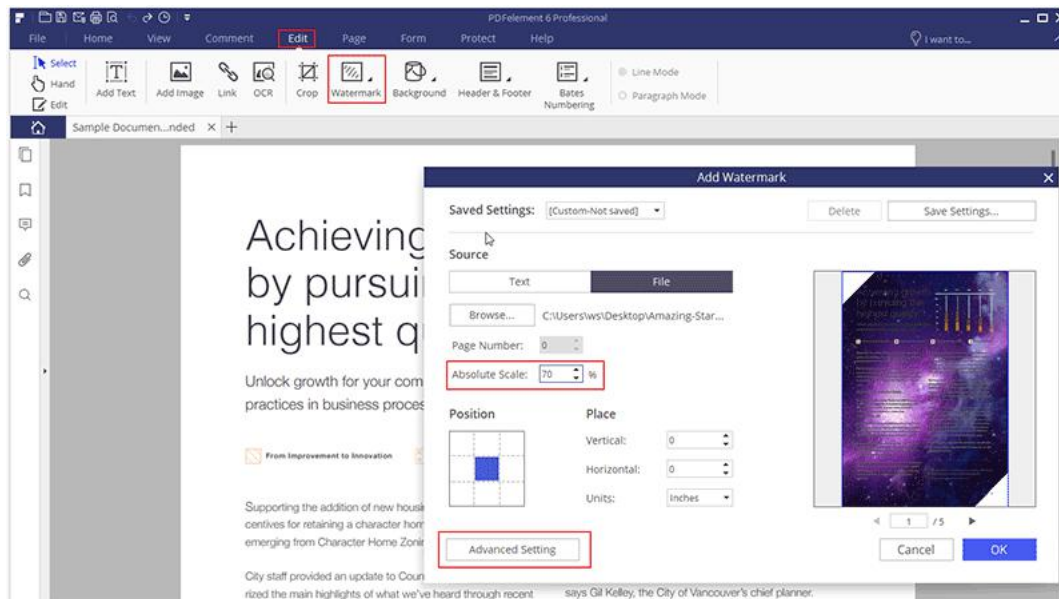 PDFelement 6 Professional
File Home View Comment Edit Page Form Protect Help I want to...
Select
Hand
Edit
Add Text Add Image Link OCR Crop Watermark Background Header & Footer Bates Numbering
Line Mode
Paragraph Mode
Sample Documen...nded
Add Watermark
Saved Settings: [Custom-Not saved] Delete Save Settings...
Source
Text File
Browse... C:\Users\ws\Desktop\Amazing-Star...
Page Number: 0
Absolute Scale: 70 %
Position Place
Vertical: 0
Horizontal: 0
Units: Inches
1 / 5
Advanced Setting Cancel OK
Achieving
by pursui
highest q
Unlock growth for your com
practices in business proces
From Improvement to Innovation
Supporting the addition of new housi
centives for retaining a character hom
emerging from Character Home Zonin
City staff provided an update to Coun
rized the main highlights of what we've heard through recent
says Gil Kelley, the City of Vancouver's chief planner.